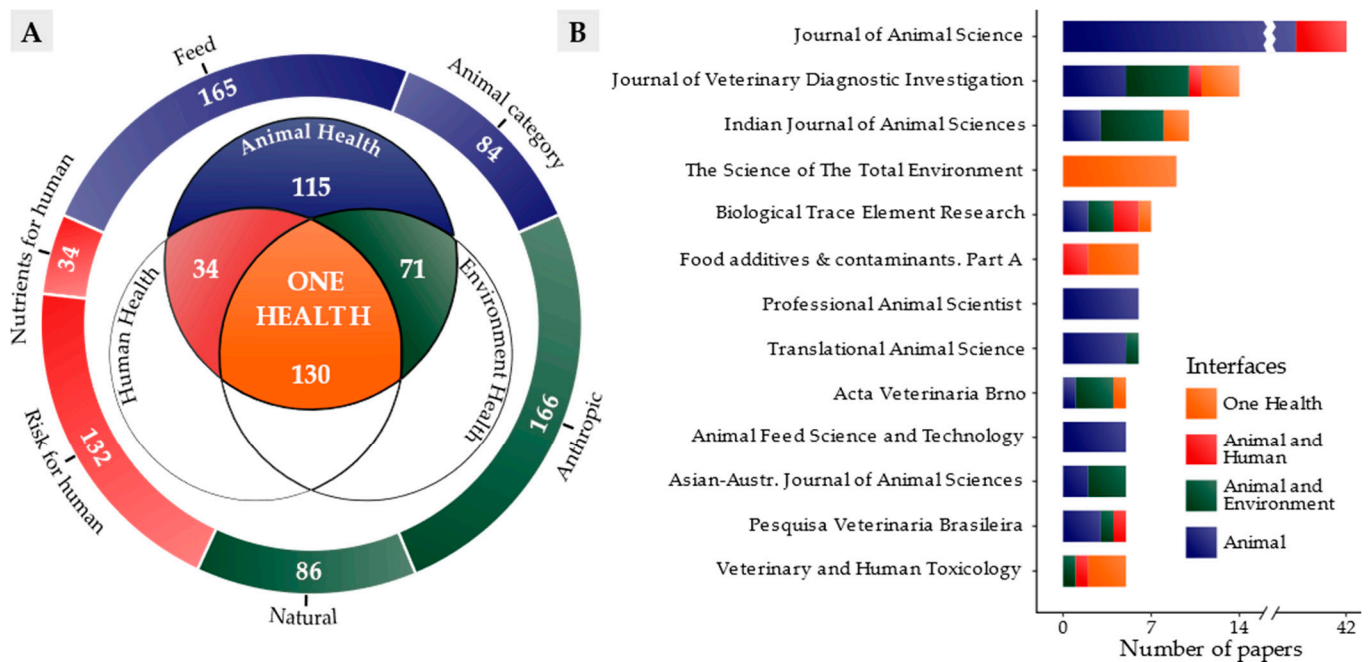 A
Feed
165
Animal category
84
Nutrients for human
34
Animal Health
115
34
71
ONE
HEALTH
130
Human Health
Environment Health
Risk for human
132
Anthropic
166
86
Natural
B
Journal of Animal Science
Journal of Veterinary Diagnostic Investigation
Indian Journal of Animal Sciences
The Science of The Total Environment
Biological Trace Element Research
Food additives & contaminants. Part A
Professional Animal Scientist
Translational Animal Science
Acta Veterinaria Brno
Animal Feed Science and Technology
Asian-Austr. Journal of Animal Sciences
Pesquisa Veterinaria Brasileira
Veterinary and Human Toxicology
Interfaces
One Health
Animal and
Human
Animal and
Environment
Animal
0 7 14 42
Number of papers